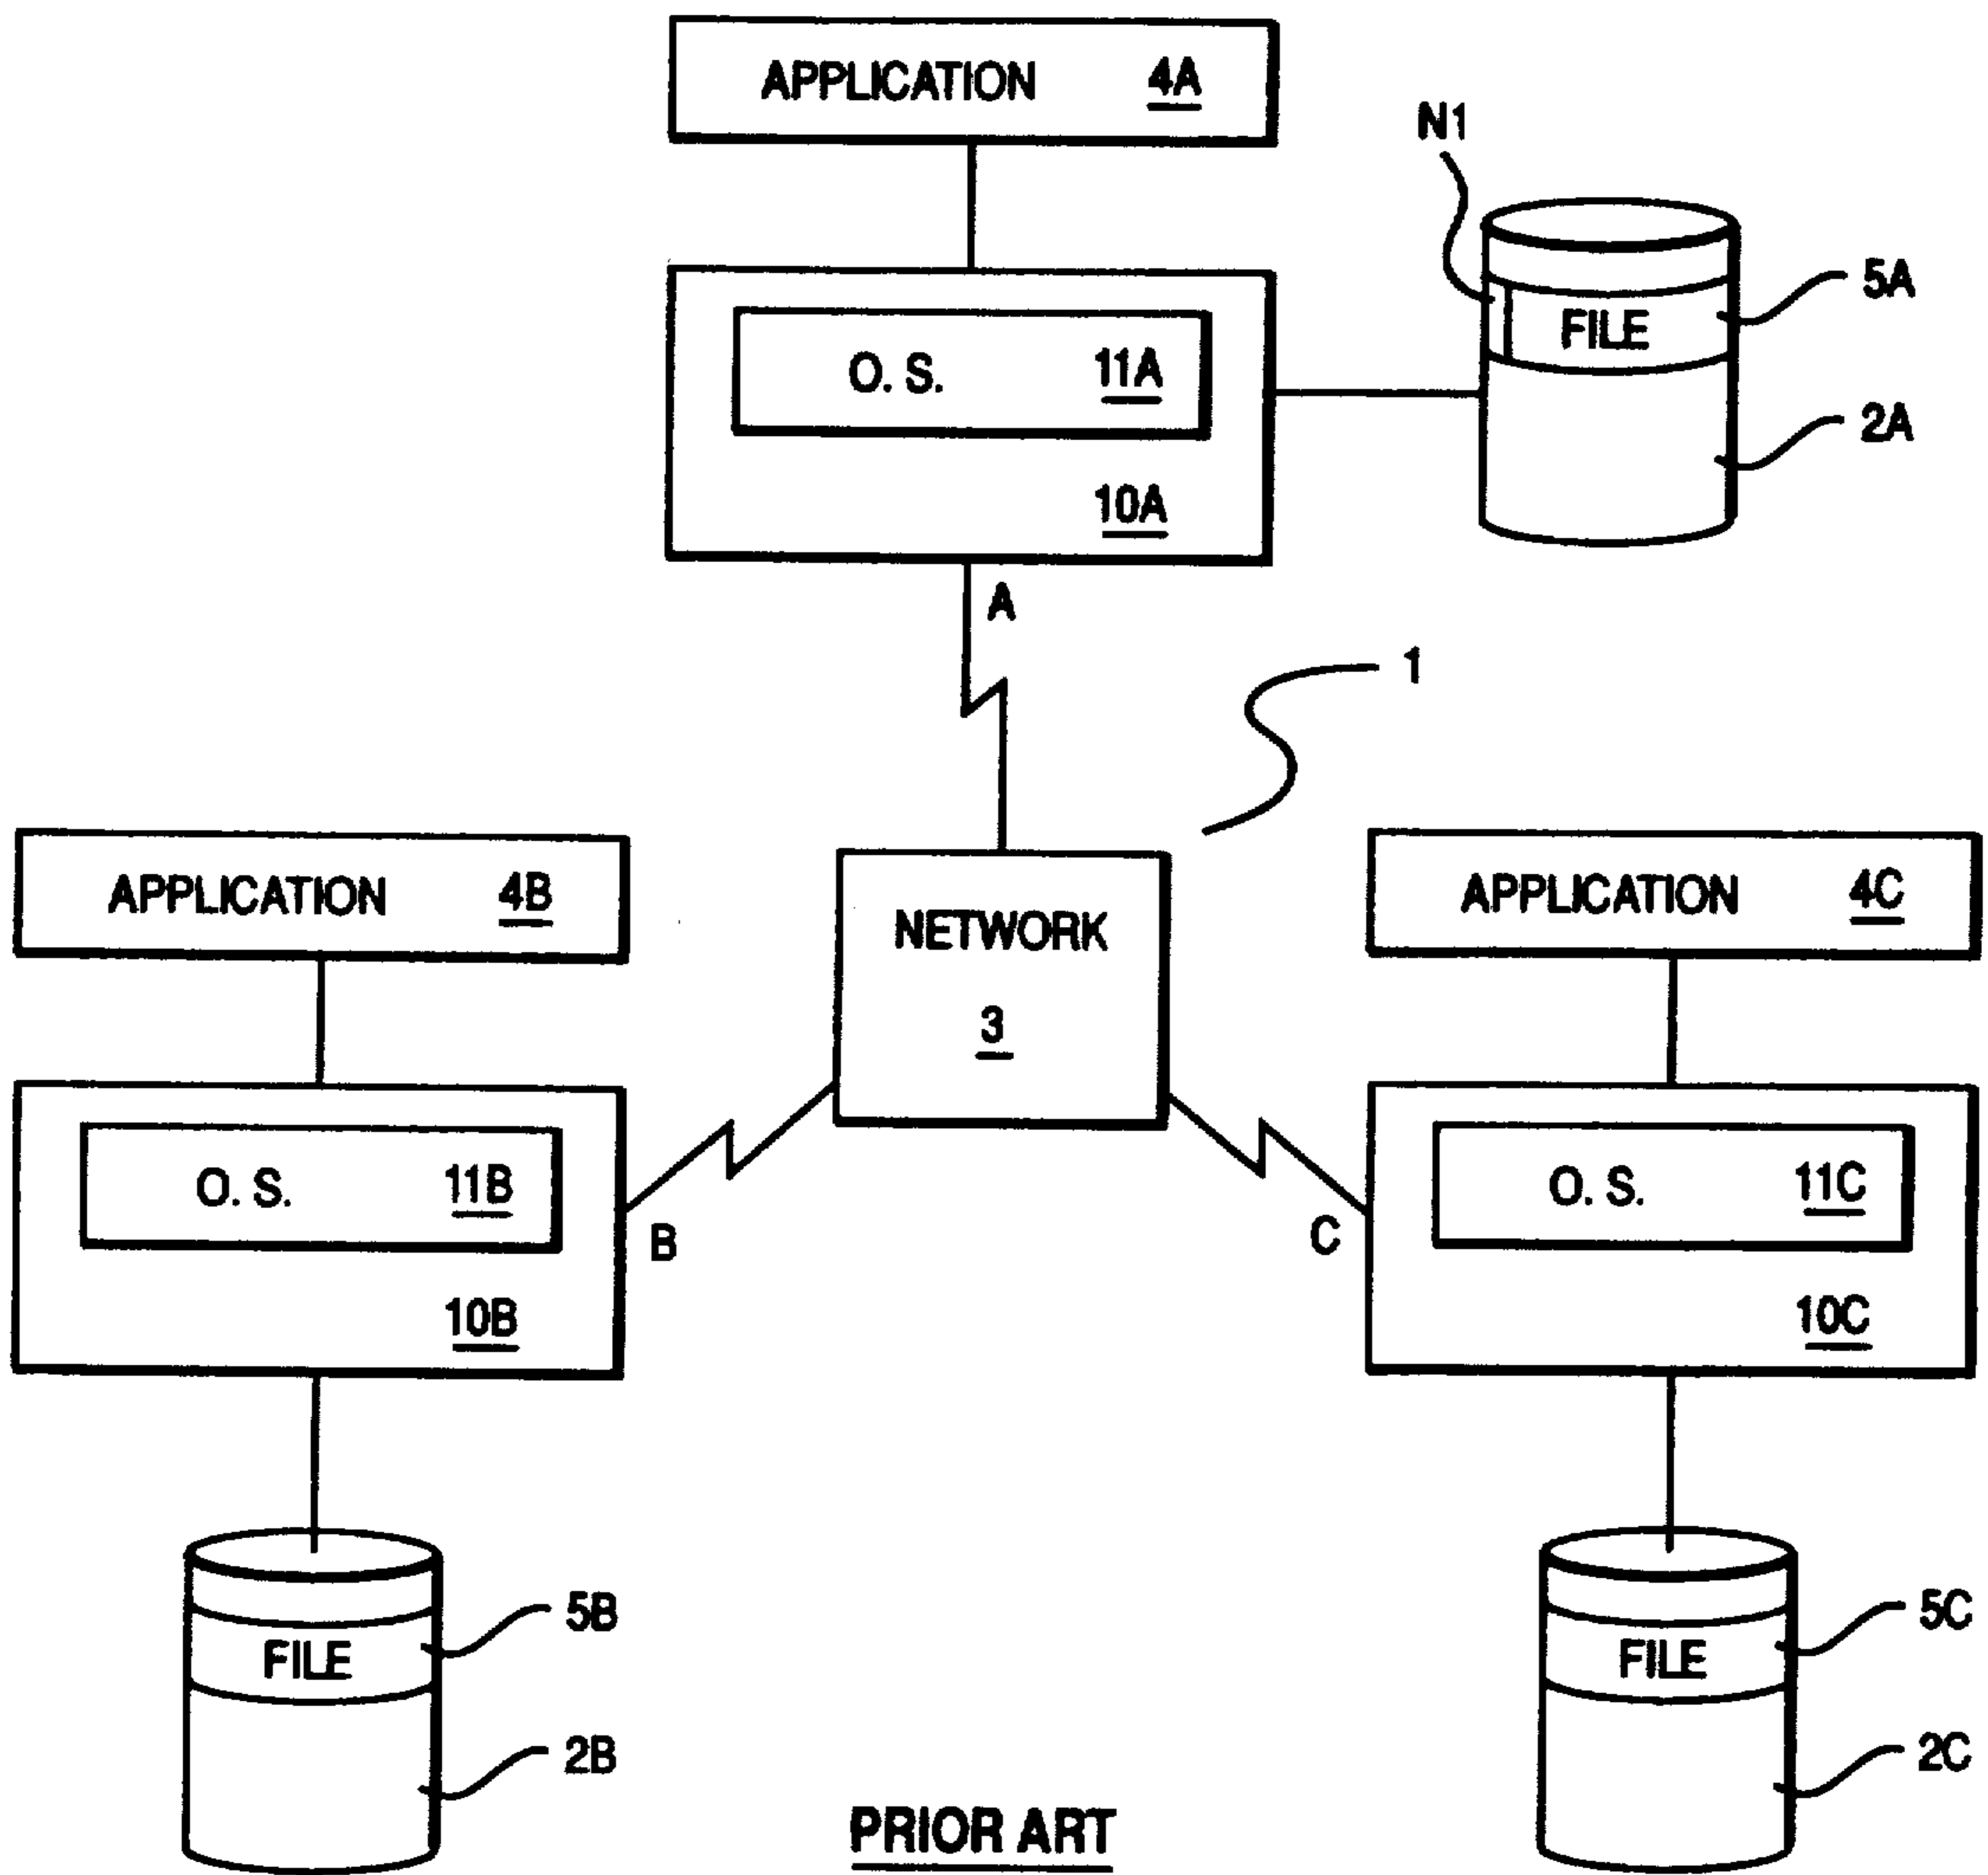 APPLICATION 4A
N1
5A
FILE
O. S. 11A
2A
10A
A
1
APPLICATION 4B
NETWORK
3
APPLICATION 4C
O. S. 11B
B
10B
O. S. 11C
C
10C
5B
FILE
2B
5C
FILE
2C
PRIOR ART